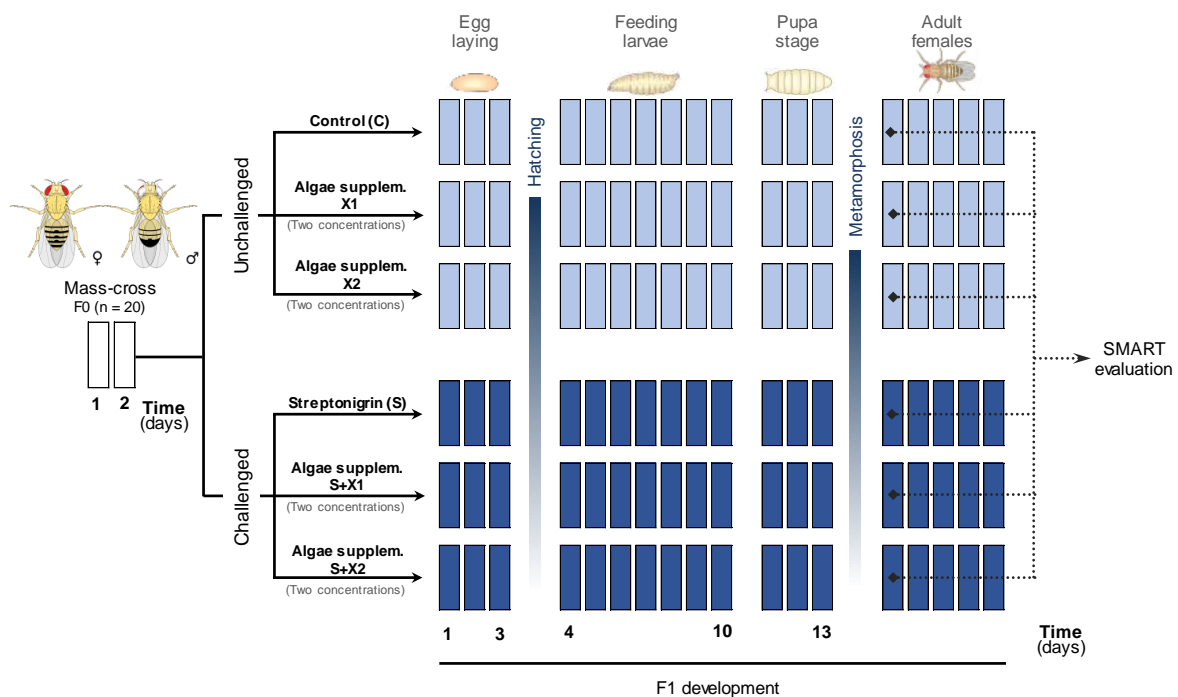 Egg
laying
Feeding
larvae
Pupa
stage
Adult
females
Control (C)
Algae supplem.
X1
(Two concentrations)
Algae supplem.
X2
(Two concentrations)
Unchallenged
Hatching
Metamorphosis
♀
♂
Mass-cross
F0 (n = 20)
1
2
Time
(days)
Challenged
Streptonigrin (S)
Algae supplem.
S+X1
(Two concentrations)
Algae supplem.
S+X2
(Two concentrations)
SMART
evaluation
1
3
4
10
13
Time
(days)
F1 development